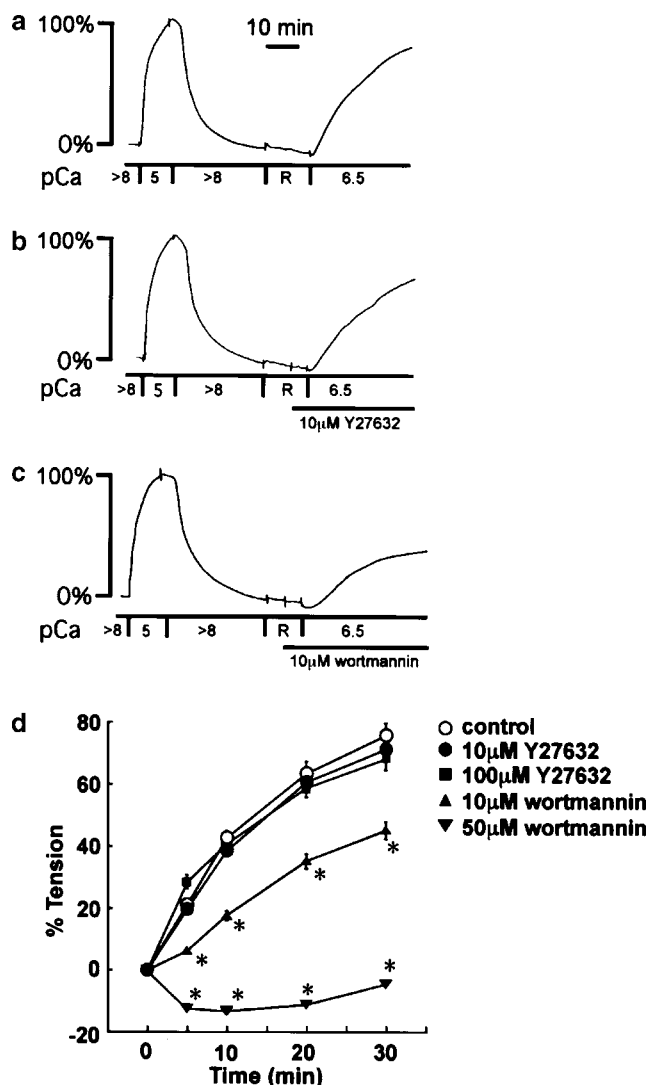 a
10 min
100%
0%
pCa >8 5 >8 R 6.5
b
100%
0%
pCa >8 5 >8 R 6.5
10μM Y27632
c
100%
0%
pCa >8 5 >8 R 6.5
10μM wortmannin
d
80
60
40
20
0
-20
% Tension
* * * *
* * * *
0 10 20 30
Time (min)
control
10μM Y27632
100μM Y27632
10μM wortmannin
50μM wortmannin